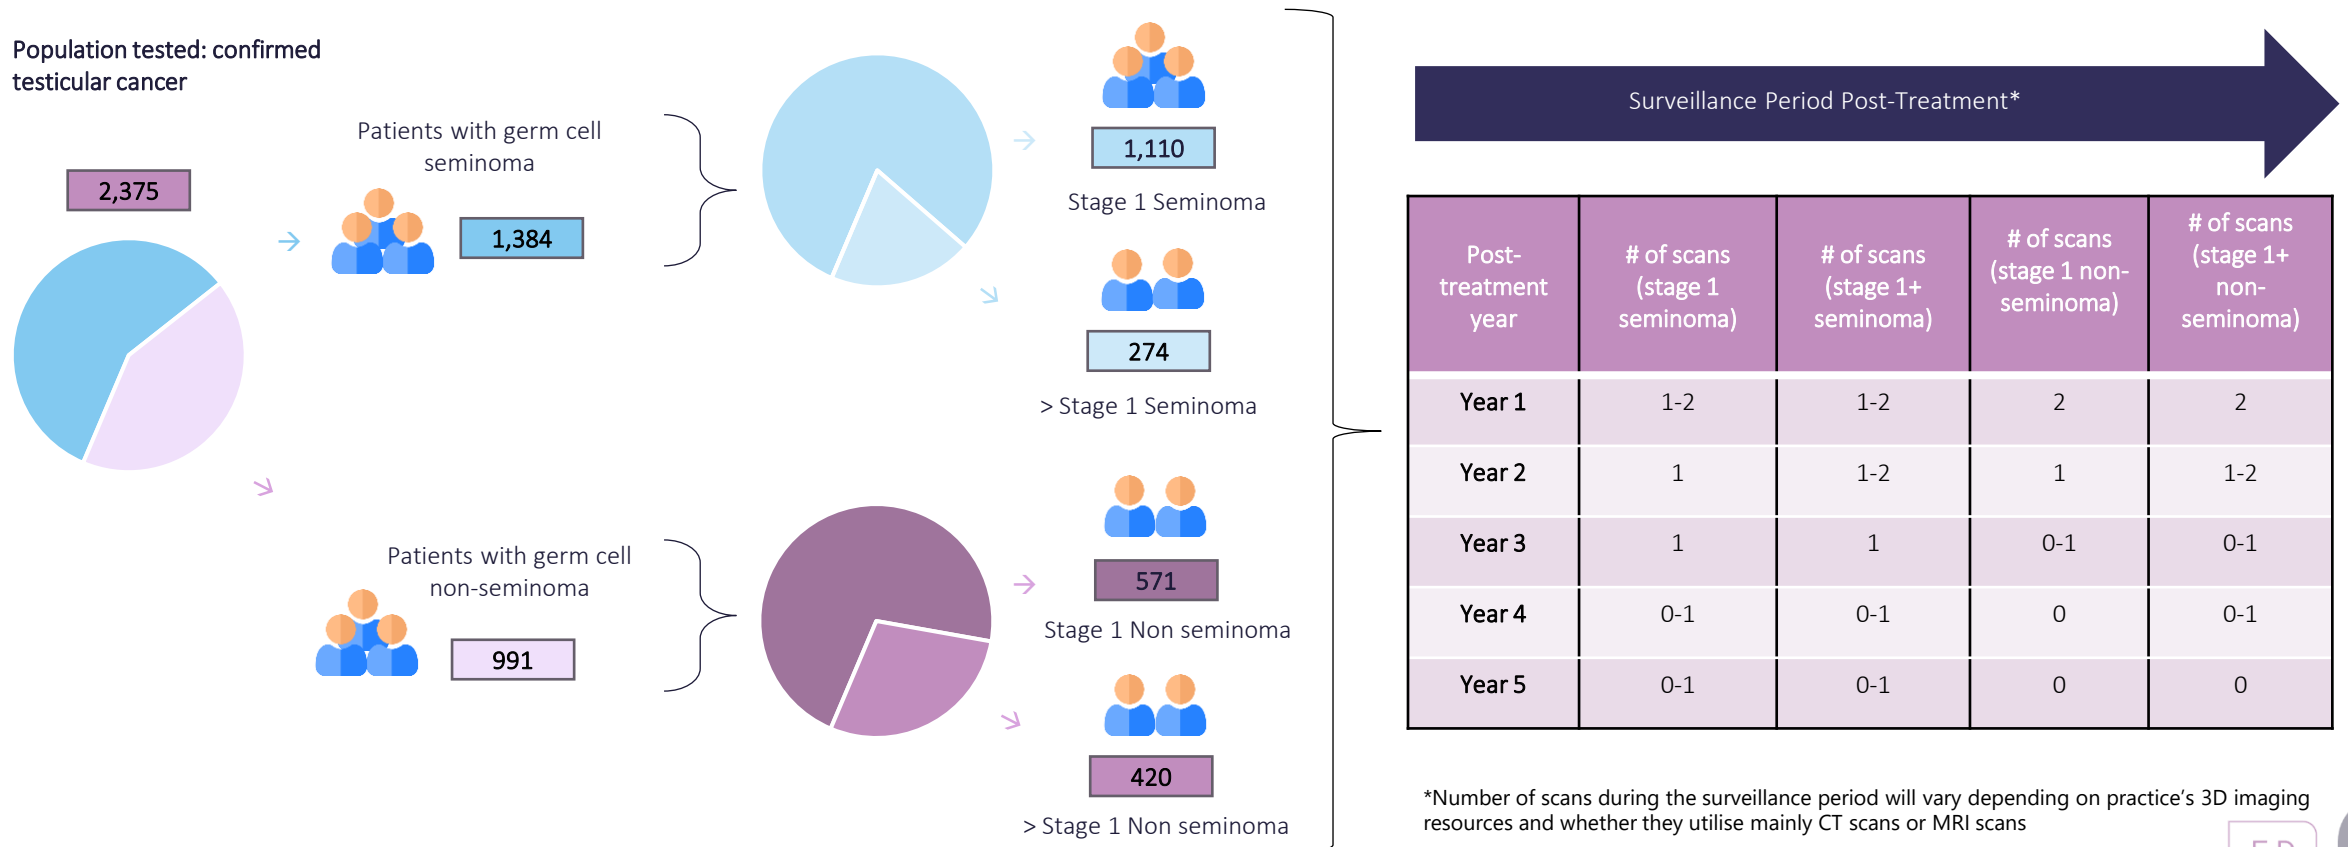 Population tested: confirmed
testicular cancer
2,375
Patients with germ cell
seminoma
1,384
1,110
Stage 1 Seminoma
274
> Stage 1 Seminoma
Patients with germ cell
non-seminoma
991
571
Stage 1 Non seminoma
420
> Stage 1 Non seminoma
Surveillance Period Post-Treatment*
Post-
treatment
year
# of scans
(stage 1
seminoma)
# of scans
(stage 1+
seminoma)
# of scans
(stage 1 non-
seminoma)
# of scans
(stage 1+
non-
seminoma)
Year 1 1-2 1-2 2 2
Year 2 1 1-2 1 1-2
Year 3 1 1 0-1 0-1
Year 4 0-1 0-1 0 0-1
Year 5 0-1 0-1 0 0
*Number of scans during the surveillance period will vary depending on practice's 3D imaging
resources and whether they utilise mainly CT scans or MRI scans